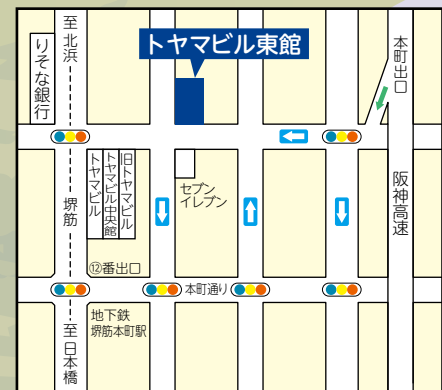 トヤマビル東館
至北浜
りそな銀行
本町出口
堺筋
トヤマビル
トヤマビル中央館
旧トヤマビル
セブン
イレブン
阪神高速
⑫番出口
本町通り
地下鉄
堺筋本町駅
至日本橋